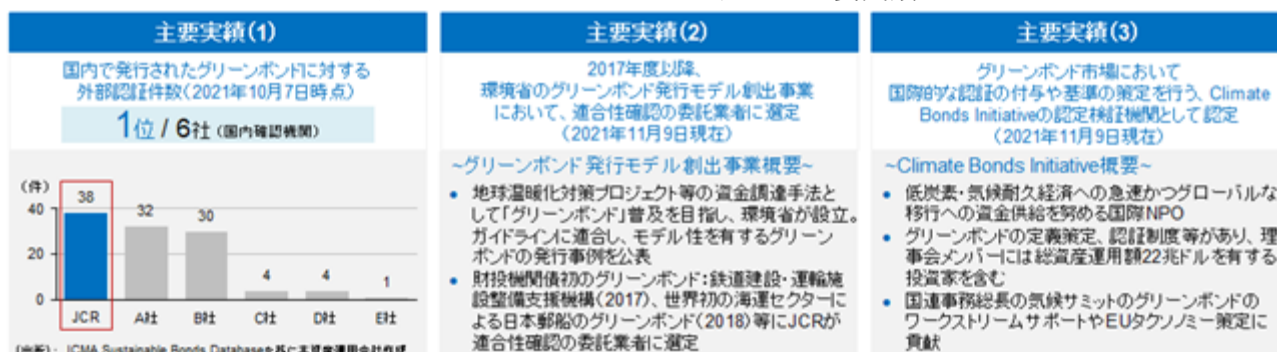 主要実績(1)
国内で発行されたグリーンボンドに対する
外部認証件数(2021年10月7日時点)
1位 / 6社 (国内確認機関)
(件)
40
20
0
38
32
30
4
4
1
JCR
A社
B社
C社
D社
E社
(出所): ICMA Sustainable Bonds Databaseを基に本資産運用会社作成
主要実績(2)
2017年度以降、
環境省のグリーンボンド発行モデル創出事業
において、適合性確認の委託業者に選定
(2021年11月9日現在)
~グリーンボンド発行モデル創出事業概要~
• 地球温暖化対策プロジェクト等の資金調達手法と
して「グリーンボンド」普及を目指し、環境省が設立。
ガイドラインに適合し、モデル性を有するグリーン
ボンドの発行事例を公表
• 財投機関債初のグリーンボンド:鉄道建設・運輸施
設整備支援機構(2017)、世界初の海運セクターに
よる日本郵船のグリーンボンド(2018)等にJCRが
適合性確認の委託業者に選定
主要実績(3)
グリーンボンド市場において
国際的な認証の付与や基準の策定を行う、Climate
Bonds Initiativeの認定検証機関として認定
(2021年11月9日現在)
~Climate Bonds Initiative概要~
• 低炭素・気候耐久経済への急速かつグローバルな
移行への資金供給を努める国際NPO
• グリーンボンドの定義策定、認証制度等があり、理
事会メンバーには総資産運用額22兆ドルを有する
投資家を含む
• 国連事務総長の気候サミットのグリーンボンドの
ワークストリームサポートやEUタクソノミー策定に
貢献